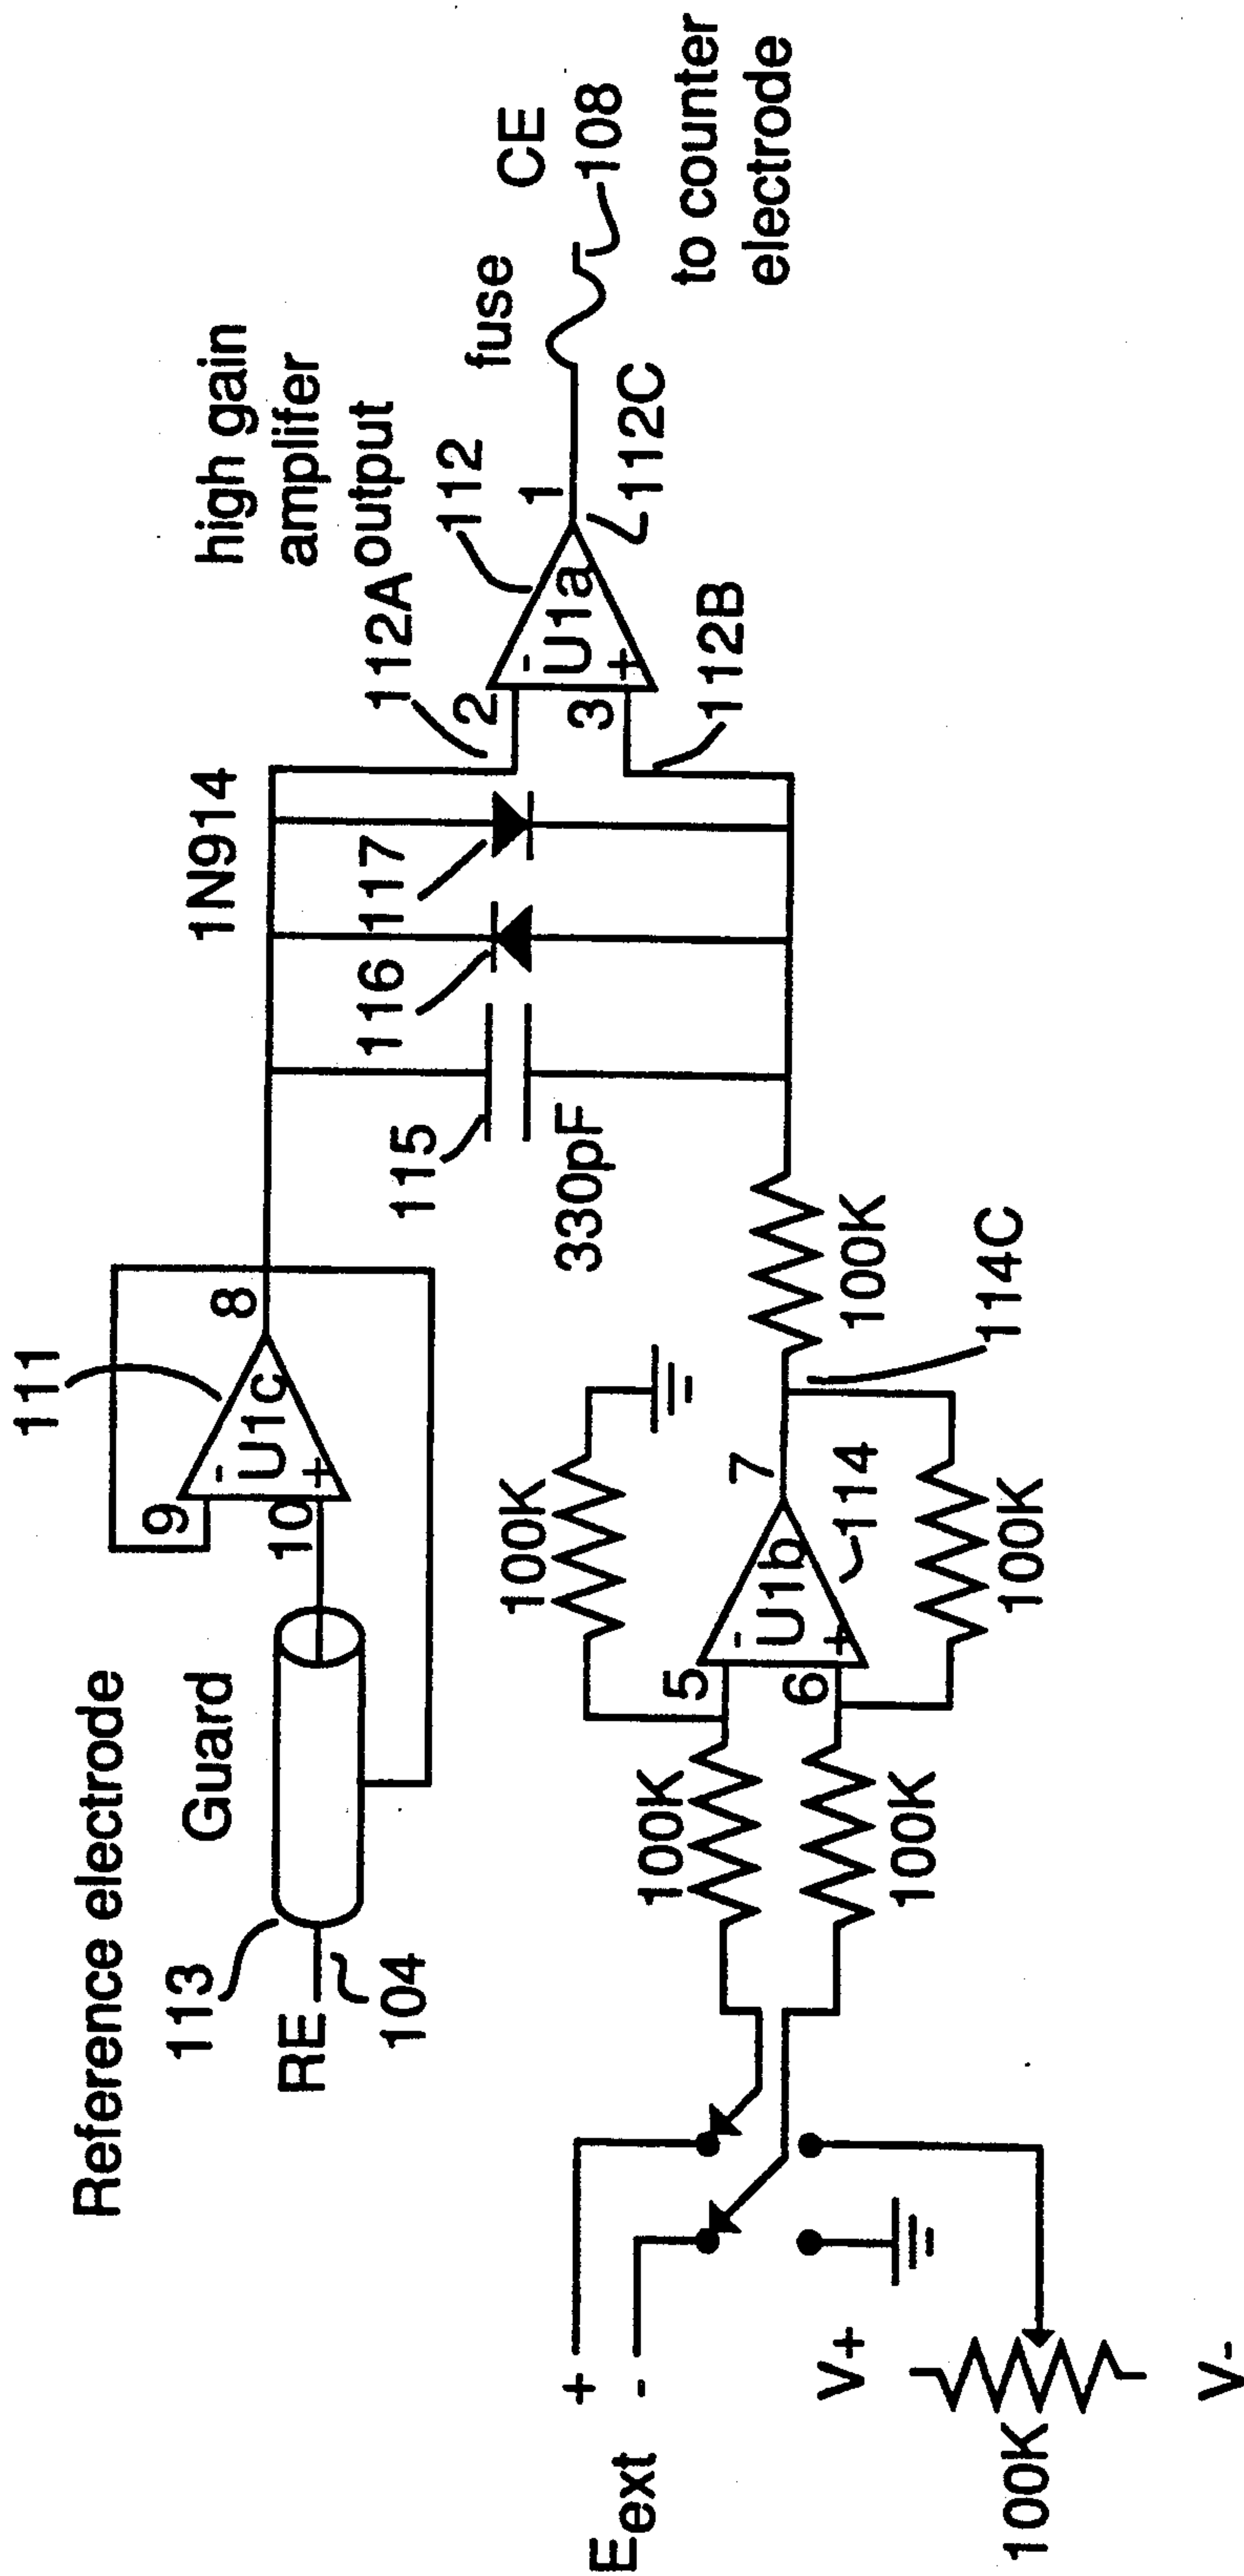 Reference electrode
113
Guard
RE
104
111
9
-
U1c
10
+
8
1N914
115
116
117
330pF
high gain
amplifer
output
112A
112
2
-
U1a
3
+
1
112C
112B
fuse
CE
108
to counter
electrode
100K
100K
5
-
U1b
6
+
7
114
100K
100K
100K
114C
Eext
+
-
V+
100K
V-